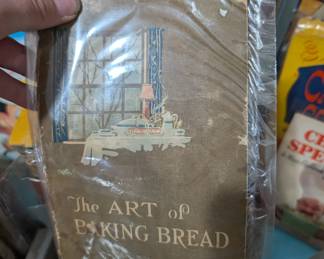 The ART of
BAKING BREAD